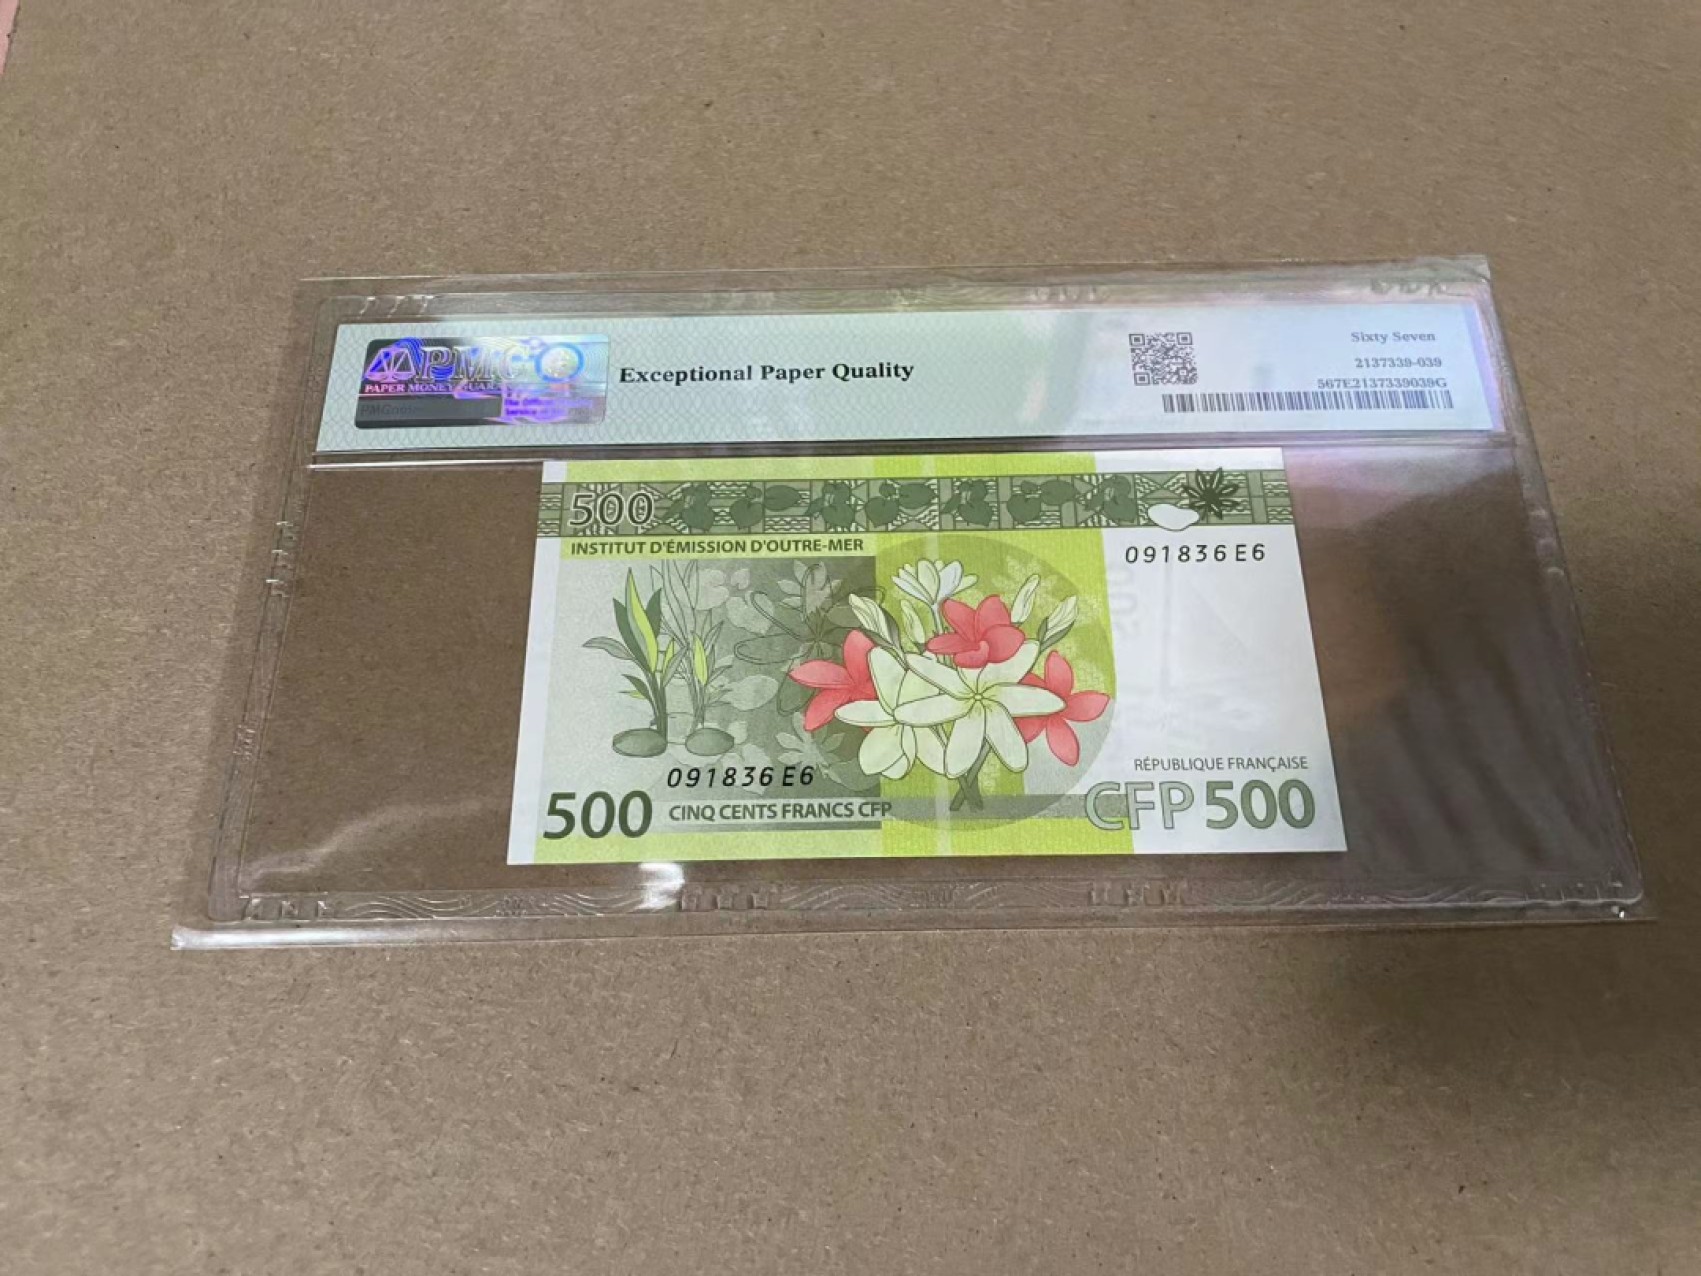 PMG
PAPER MONEY GUAR
Exceptional Paper Quality
Sixty Seven
2137339-039
567E2137339039G
500
INSTITUT D'ÉMISSION D'OUTRE-MER
091836 E6
091836 E6
500
CINQ CENTS FRANCS CFP
RÉPUBLIQUE FRANÇAISE
CFP 500